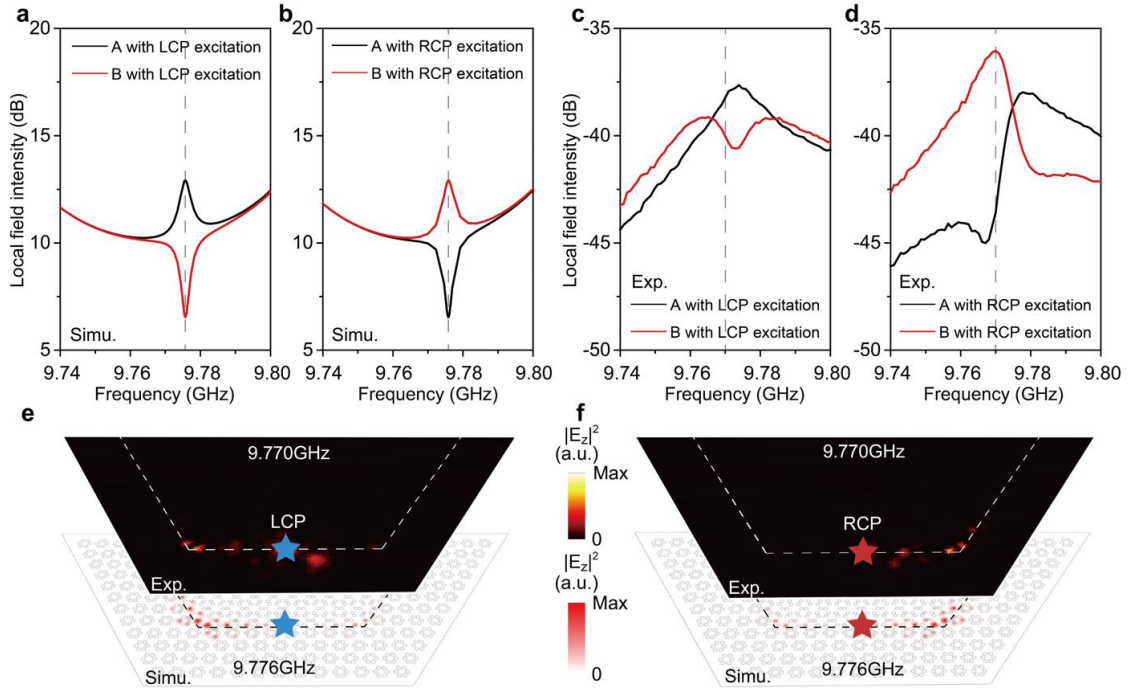 a
20
15
10
5
Local field intensity (dB)
A with LCP excitation
B with LCP excitation
Simu.
9.74
9.76
9.78
9.80
Frequency (GHz)
b
20
15
10
5
A with RCP excitation
B with RCP excitation
Simu.
9.74
9.76
9.78
9.80
Frequency (GHz)
c
-35
-40
-45
-50
Local field intensity (dB)
Exp.
A with LCP excitation
B with LCP excitation
9.74
9.76
9.78
9.80
Frequency (GHz)
d
-35
-40
-45
-50
Exp.
A with RCP excitation
B with RCP excitation
9.74
9.76
9.78
9.80
Frequency (GHz)
e
9.770GHz
LCP
Exp.
9.776GHz
Simu.
|Ez|²
(a.u.)
Max
0
|Ez|²
(a.u.)
Max
0
f
9.770GHz
RCP
Exp.
9.776GHz
Simu.